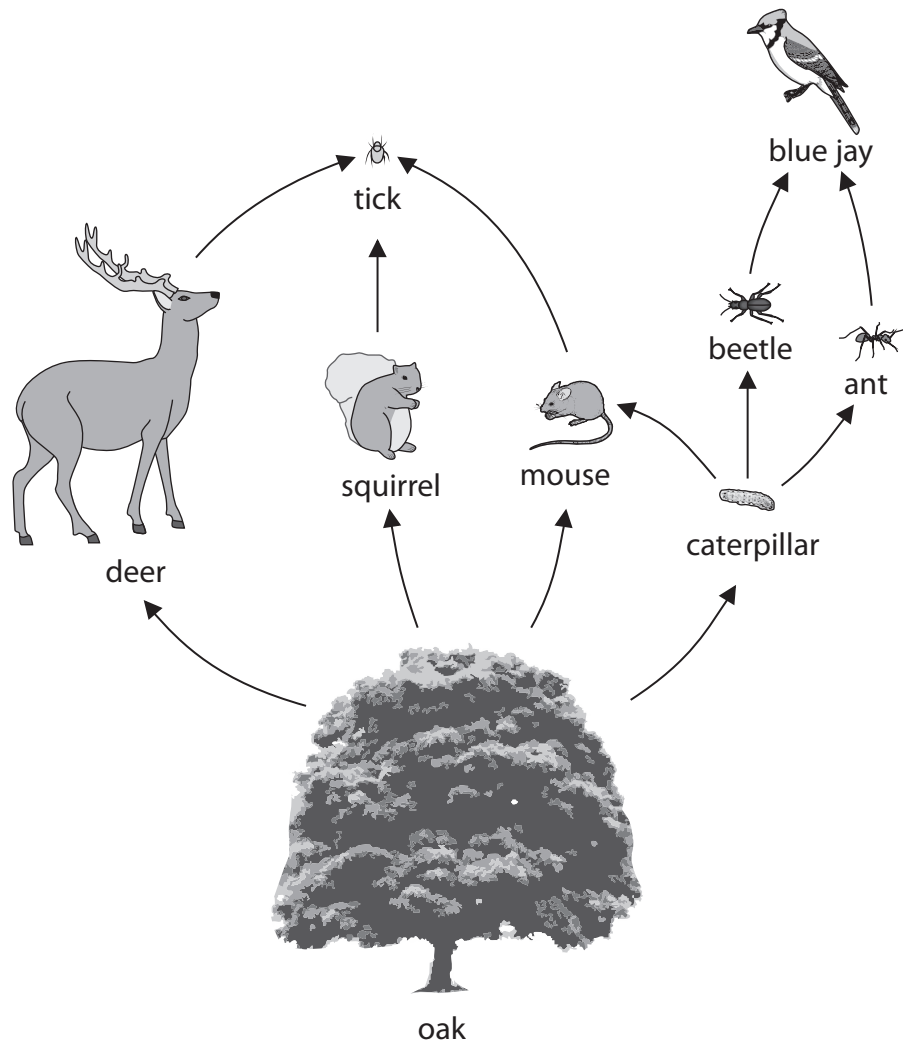 blue jay
tick
beetle
ant
squirrel
mouse
caterpillar
deer
oak